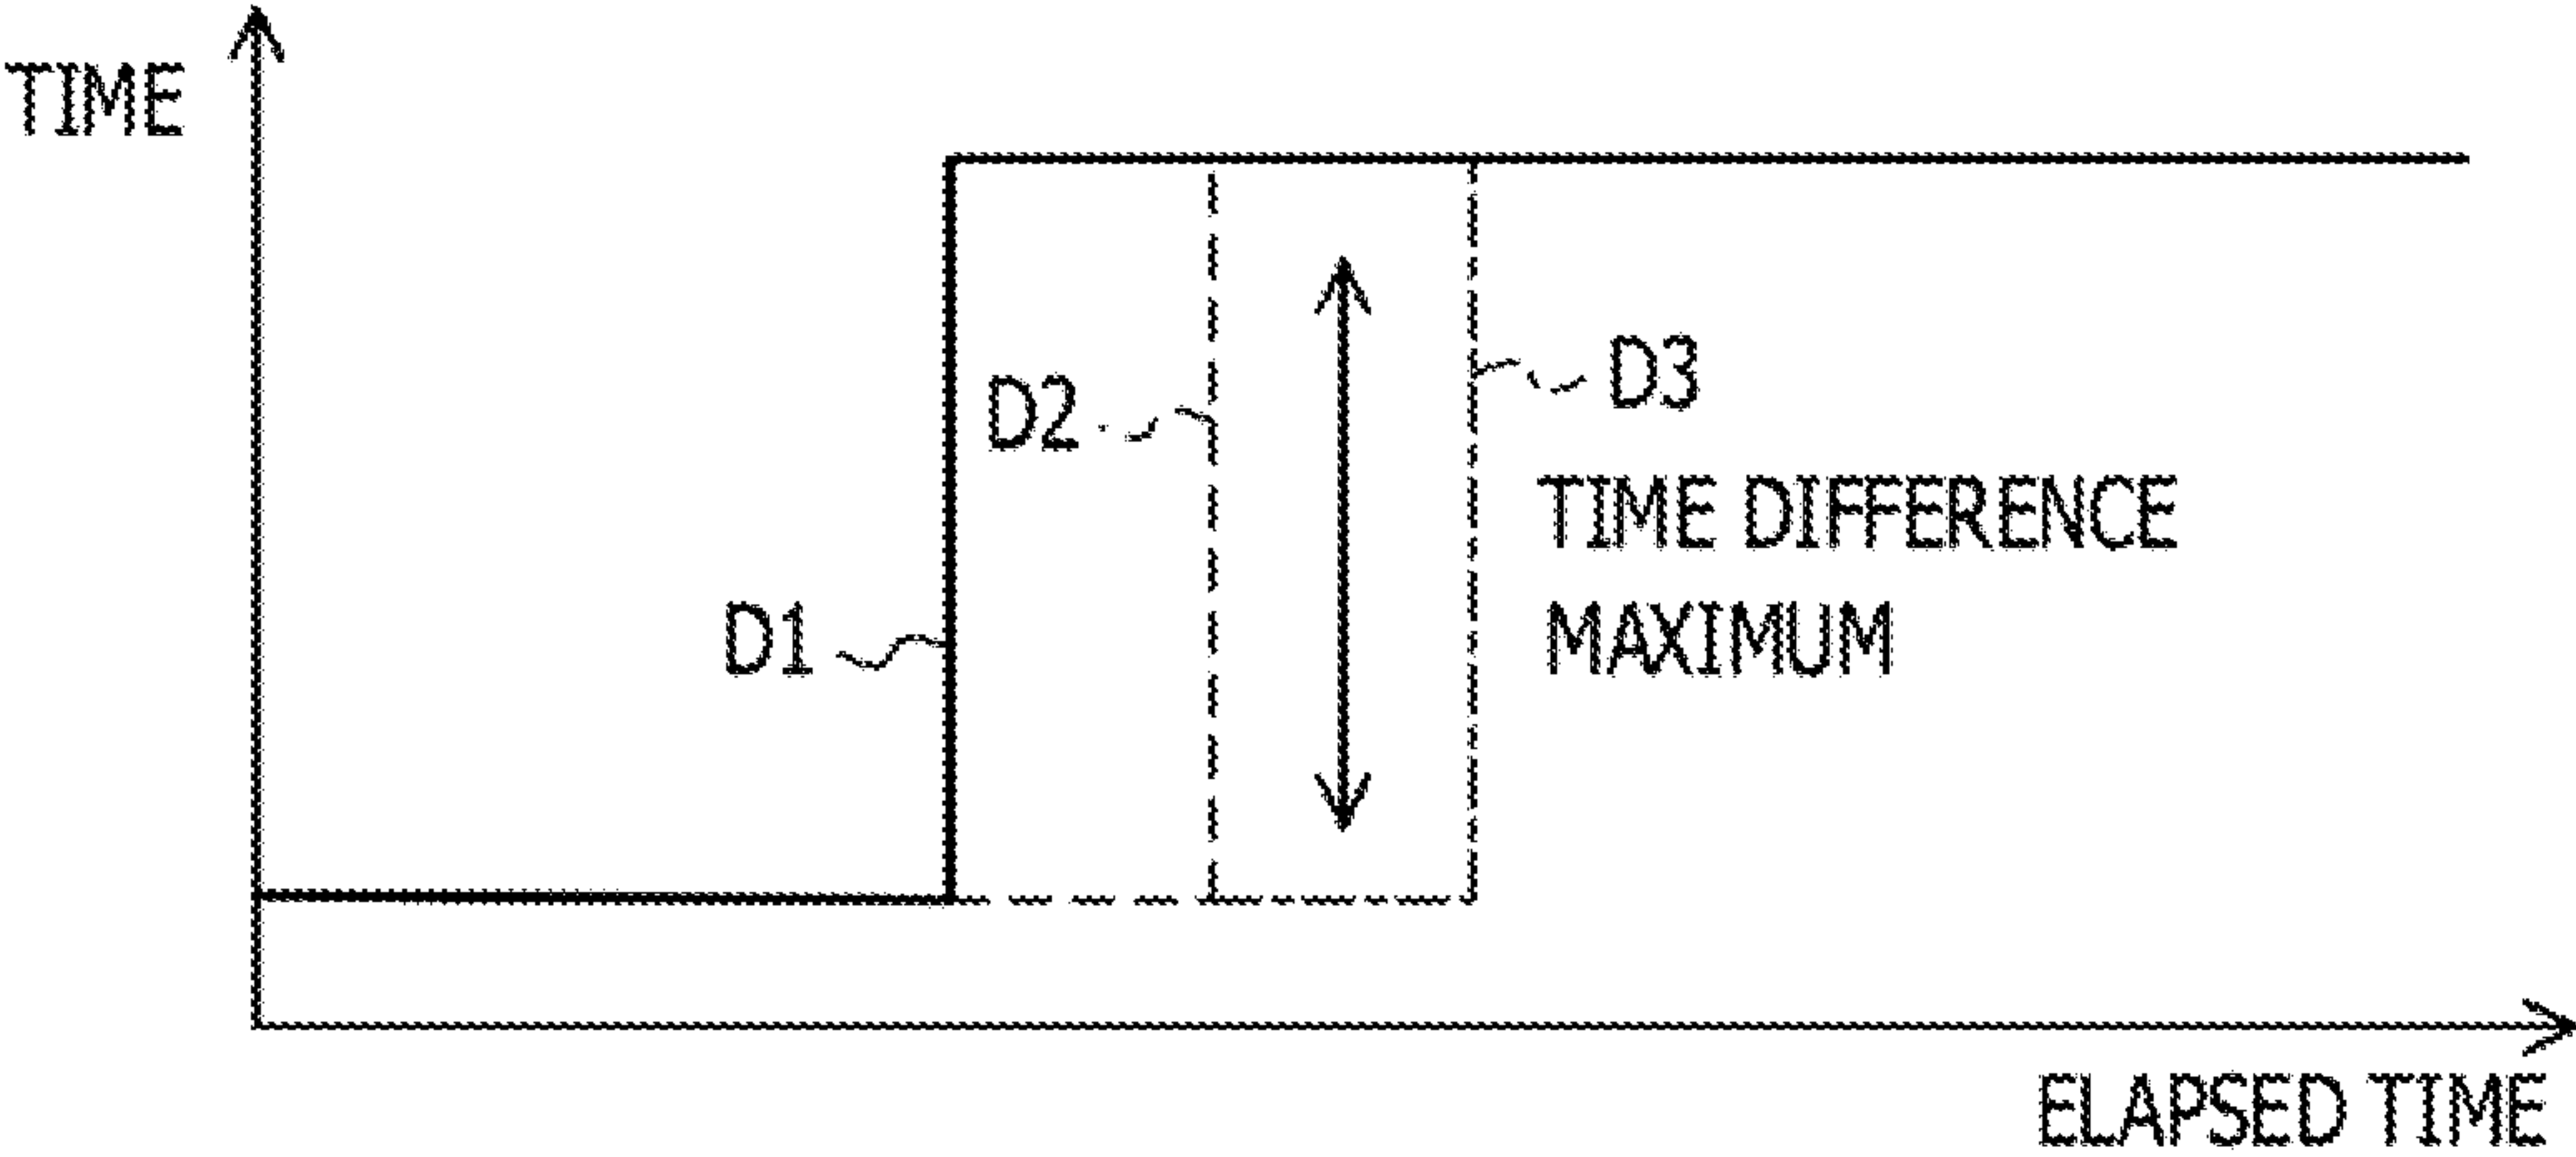 TIME
D2
D3
TIME DIFFERENCE
MAXIMUM
D1
ELAPSED TIME